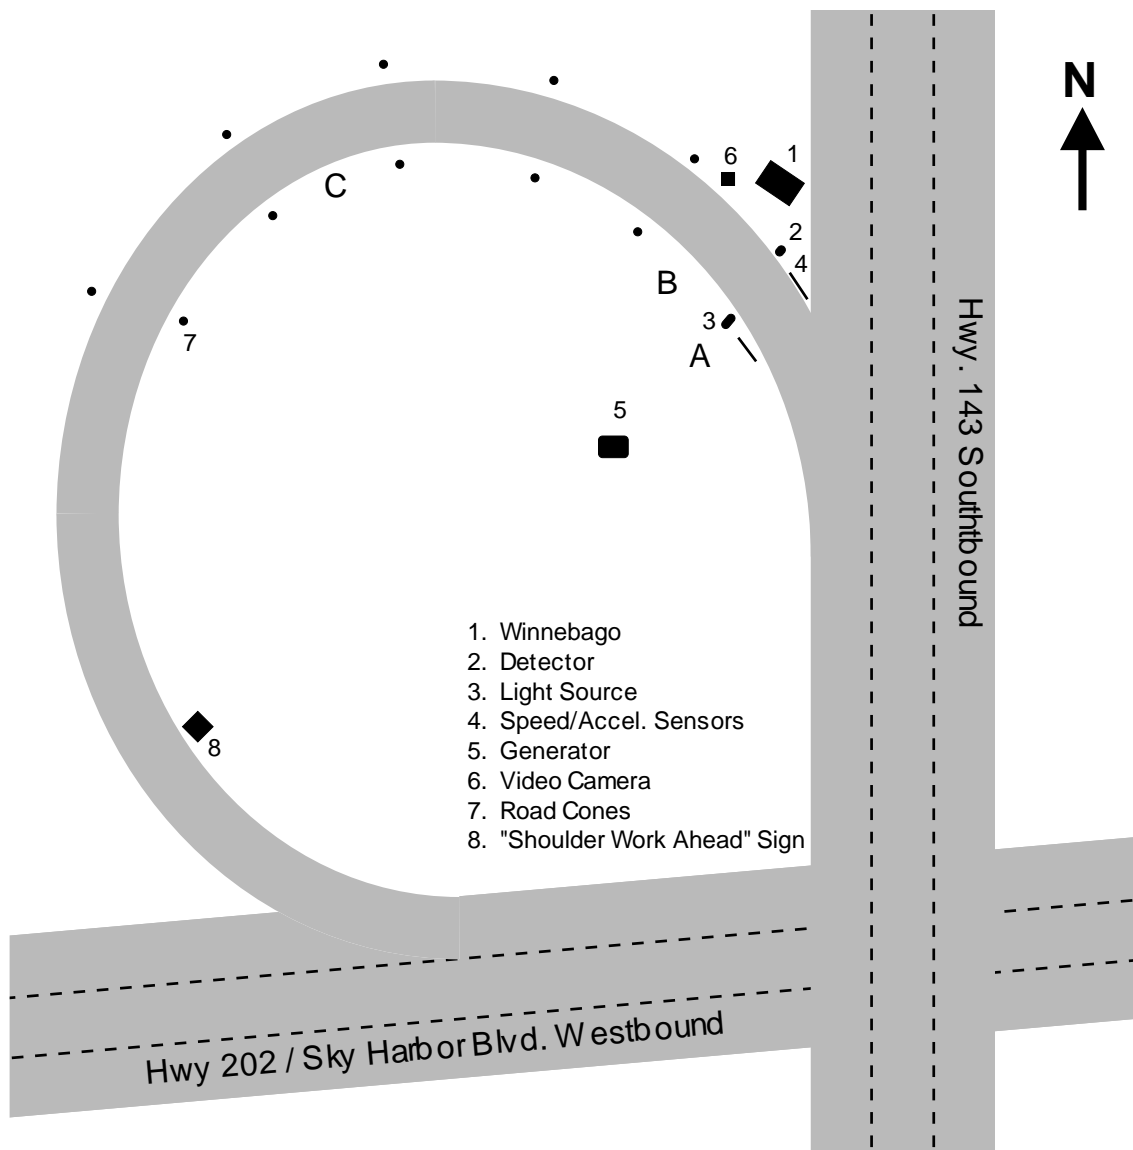 N
6
1
C
2
4
B
3
A
7
5
Hwy. 143 Southtbound
1. Winnebago
2. Detector
3. Light Source
4. Speed/Accel. Sensors
5. Generator
6. Video Camera
7. Road Cones
8. "Shoulder Work Ahead" Sign
8
Hwy 202 / Sky Harbor Blvd. Westbound